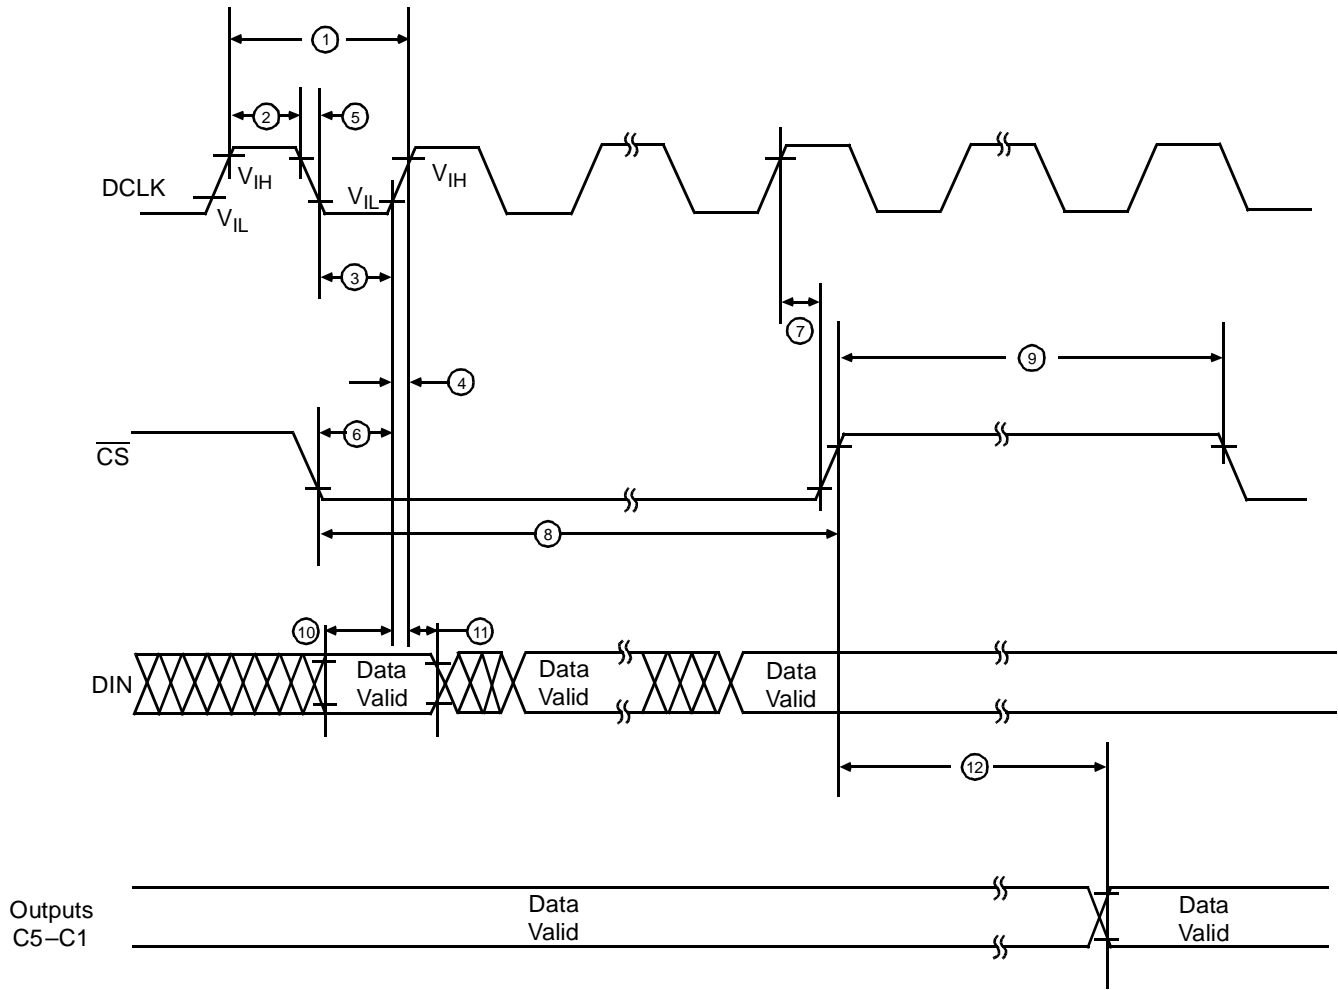 1
2
5
DCLK
VIH
VIL
VIL
VIH
3
7
4
9
CS
6
8
10
11
DIN
Data
Valid
Data
Valid
Data
Valid
12
Outputs
C5–C1
Data
Valid
Data
Valid